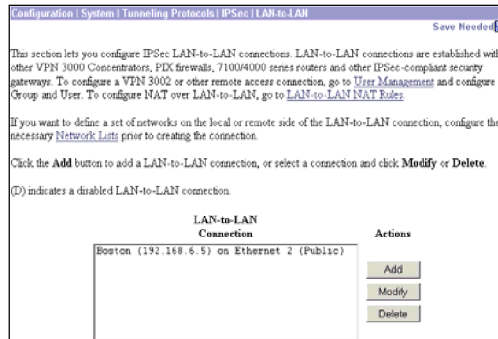 Configuration | System | Tunneling Protocols | IPSec | LAN-to-LAN
Save Needed
This section lets you configure IPSec LAN-to-LAN connections. LAN-to-LAN connections are established with
other VPN 3000 Concentrators, PIX firewalls, 7100/4000 series routers and other IPSec-compliant security
gateways. To configure a VPN 3002 or other remote access connection, go to User Management and configure
Group and User. To configure NAT over LAN-to-LAN, go to LAN-to-LAN NAT Rules.
If you want to define a set of networks on the local or remote side of the LAN-to-LAN connection, configure the
necessary Network Lists prior to creating the connection.
Click the Add button to add a LAN-to-LAN connection, or select a connection and click Modify or Delete.
(D) indicates a disabled LAN-to-LAN connection.
LAN-to-LAN
Connection
Actions
Boston (192.168.6.5) on Ethernet 2 (Public)
Add
Modify
Delete